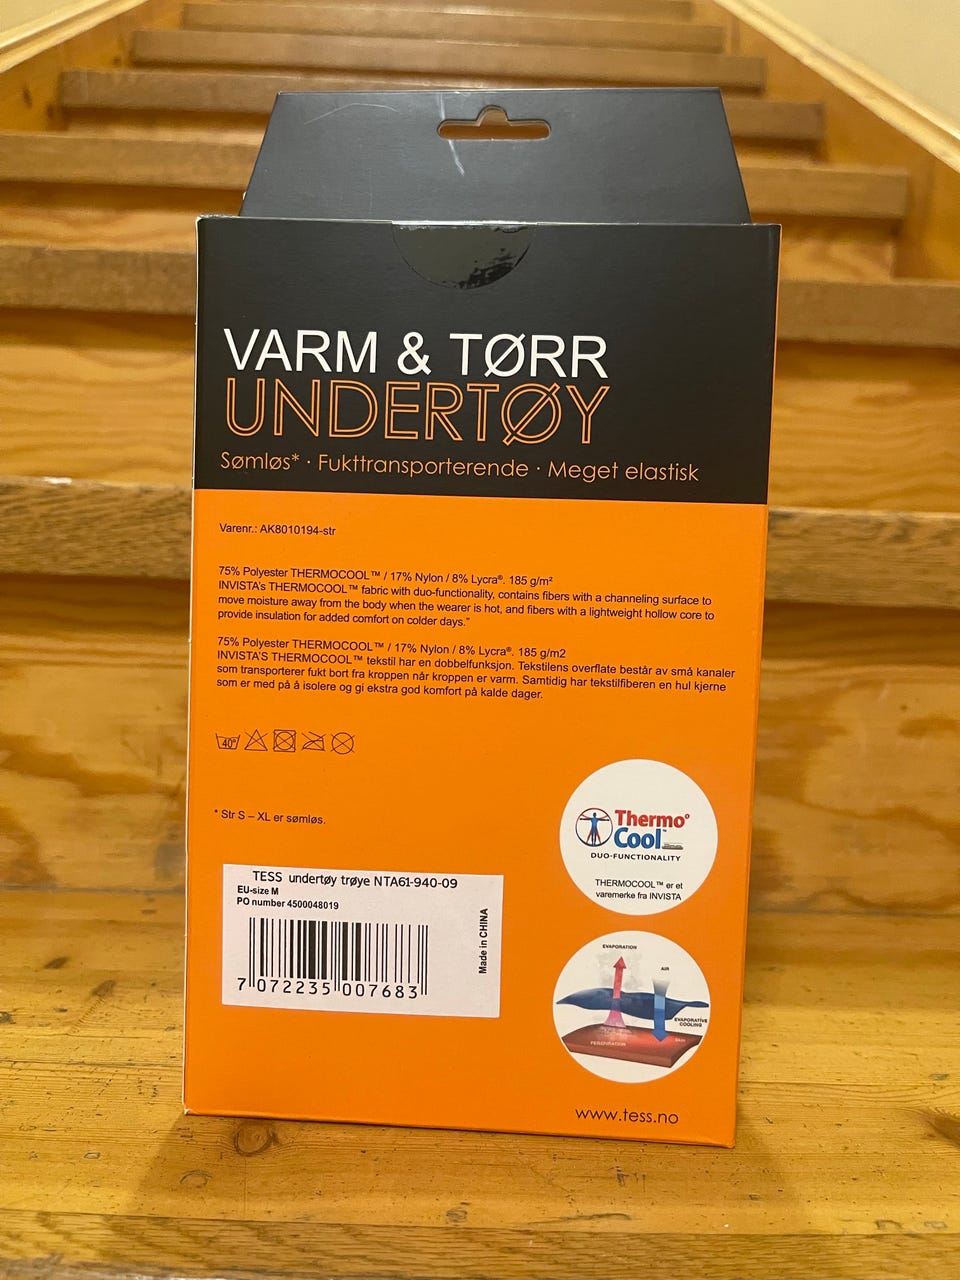 VARM & TØRR
UNDERTØY
Sømløs* · Fukttransporterende · Meget elastisk
Varenr.: AK8010194-str
75% Polyester THERMOCOOL™ / 17% Nylon / 8% Lycra®. 185 g/m²
INVISTA's THERMOCOOL™ fabric with duo-functionality, contains fibers with a channeling surface to
move moisture away from the body when the wearer is hot, and fibers with a lightweight hollow core to
provide insulation for added comfort on colder days."
75% Polyester THERMOCOOL™ / 17% Nylon / 8% Lycra®. 185 g/m2
INVISTA'S THERMOCOOL™ tekstil har en dobbelfunksjon. Tekstilens overflate består av små kanaler
som transporterer fukt bort fra kroppen når kroppen er varm. Samtidig har tekstilfiberen en hul kjerne
som er med på å isolere og gi ekstra god komfort på kalde dager.
40°
* Str S – XL er sømløs.
Thermo°
Cool™
DUO-FUNCTIONALITY
THERMOCOOL™ er et
varemerke fra INVISTA
TESS undertøy trøye NTA61-940-09
EU-size M
PO number 4500048019
Made in CHINA
7 072235 007683
EVAPORATION
AIR
EVAPORATIVE
COOLING
PERSPIRATION
Skin
www.tess.no